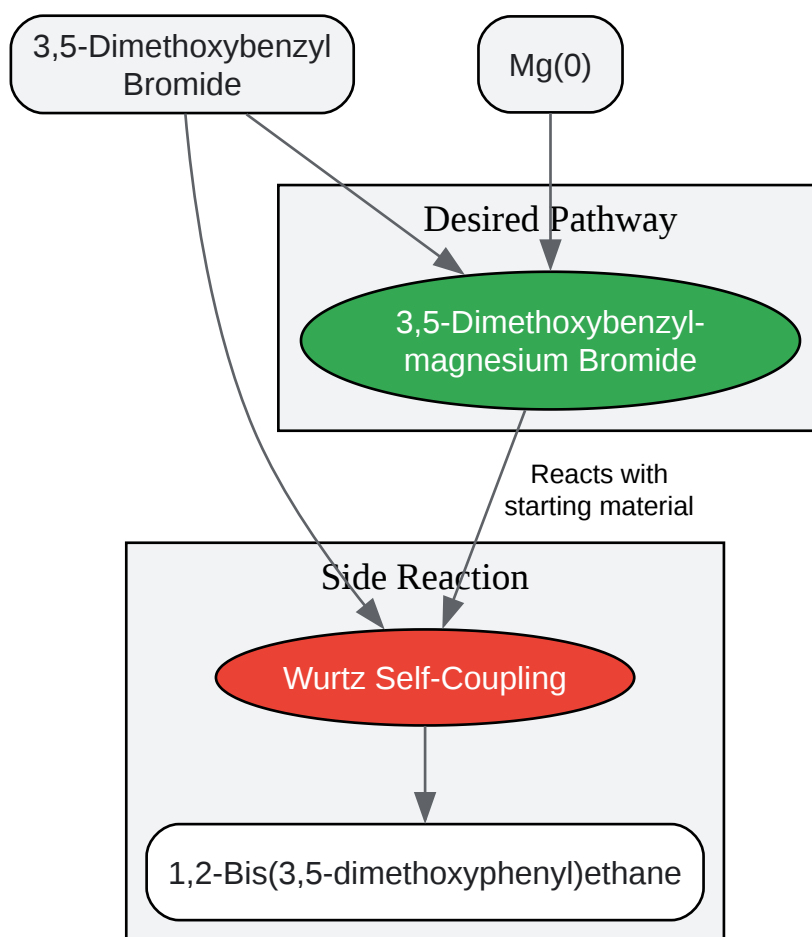 3,5-Dimethoxybenzyl
Bromide
Mg(0)
Desired Pathway
3,5-Dimethoxybenzyl-
magnesium Bromide
Reacts with
starting material
Side Reaction
Wurtz Self-Coupling
1,2-Bis(3,5-dimethoxyphenyl)ethane